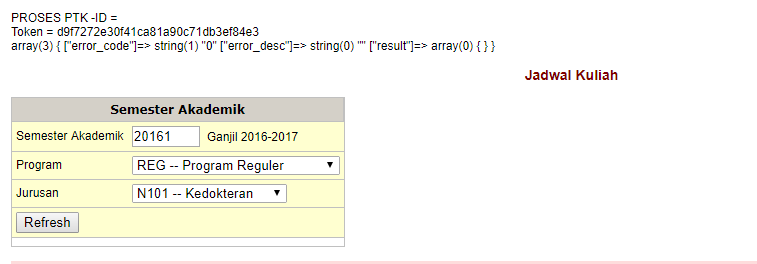 PROSES PTK -ID =
Token = d9f7272e30f41ca81a90c71db3ef84e3
array(3) { ["error_code"]=> string(1) "0" ["error_desc"]=> string(0) "" ["result"]=> array(0) { } }
Jadwal Kuliah
Semester Akademik
Semester Akademik 20161 Ganjil 2016-2017
Program REG -- Program Reguler
Jurusan N101 -- Kedokteran
Refresh